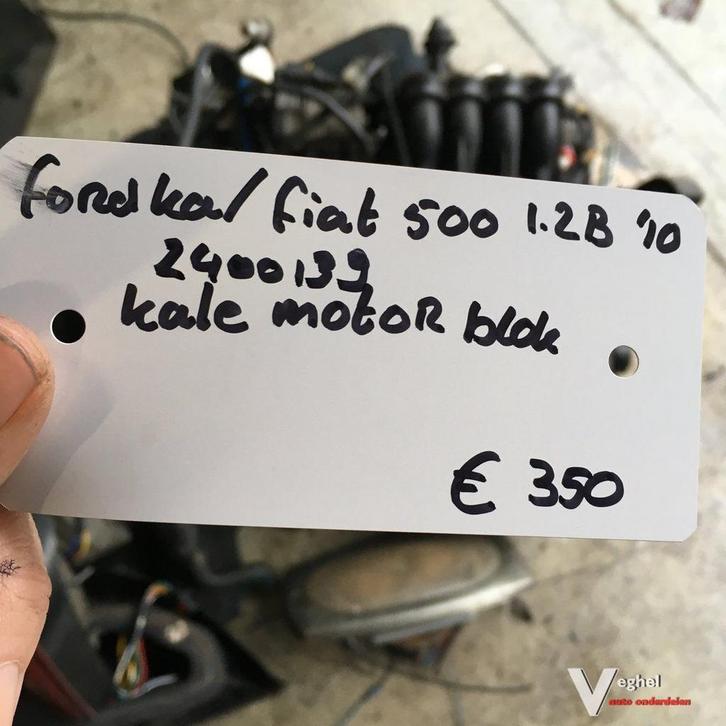 Ford ka/ fiat 500 1.2B '10
2400139
kale motoR blok
€ 350
Veghel
auto onderdelen